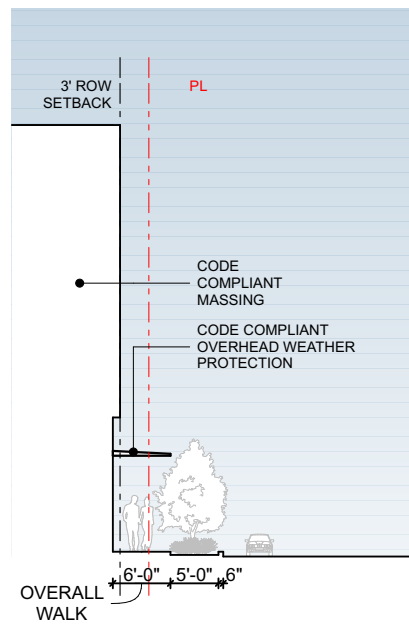 3' ROW
SETBACK
PL
CODE
COMPLIANT
MASSING
CODE COMPLIANT
OVERHEAD WEATHER
PROTECTION
6'-0" 5'-0" 6"
OVERALL
WALK